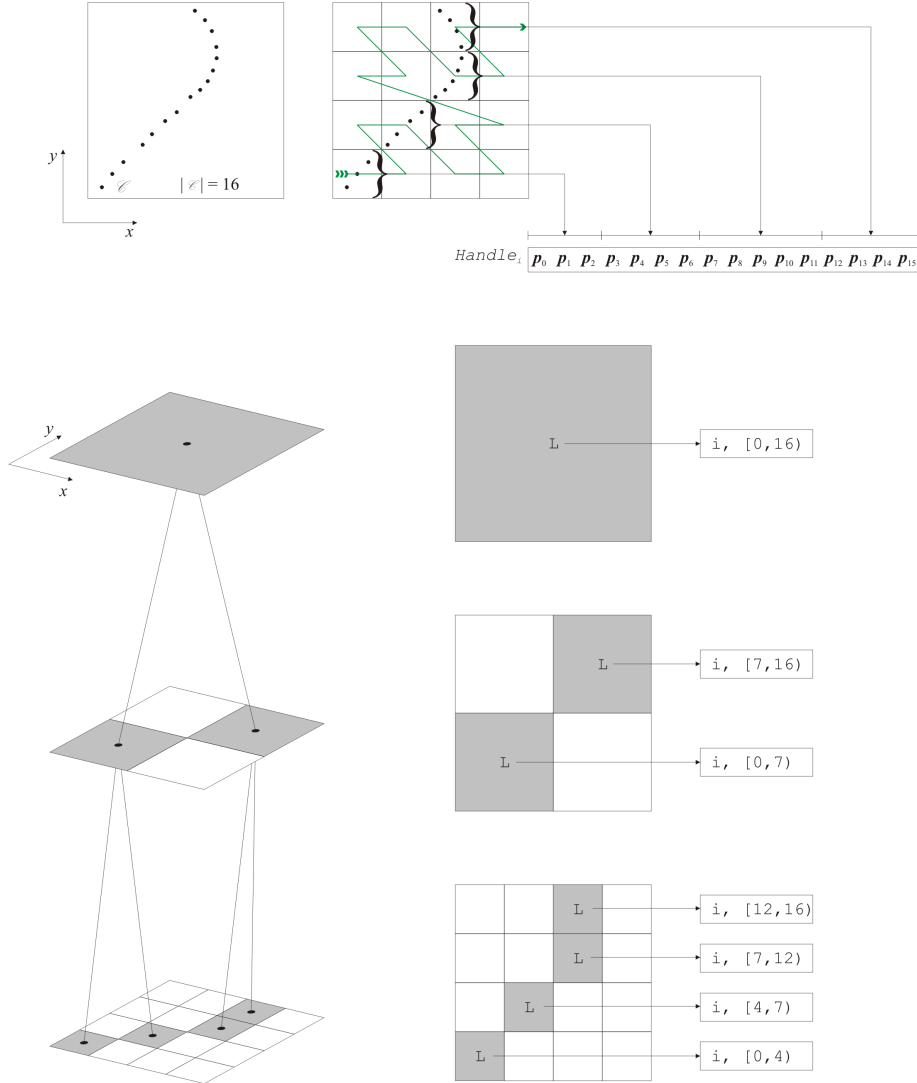 y
x
𝒞
|𝒞| = 16
Handleᵢ
p₀ p₁ p₂ p₃ p₄ p₅ p₆ p₇ p₈ p₉ p₁₀ p₁₁ p₁₂ p₁₃ p₁₄ p₁₅
y
x
L
i, [0,16)
L
i, [7,16)
L
i, [0,7)
L
i, [12,16)
L
i, [7,12)
L
i, [4,7)
L
i, [0,4)